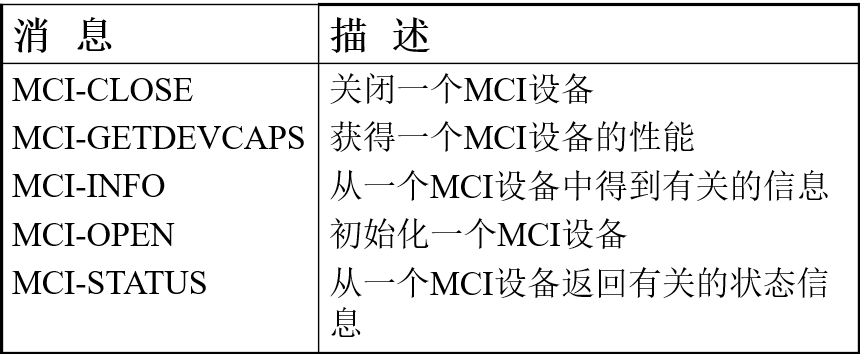 消 息 描 述
MCI-CLOSE 关闭一个MCI设备
MCI-GETDEVCAPS 获得一个MCI设备的性能
MCI-INFO 从一个MCI设备中得到有关的信息
MCI-OPEN 初始化一个MCI设备
MCI-STATUS 从一个MCI设备返回有关的状态信
息